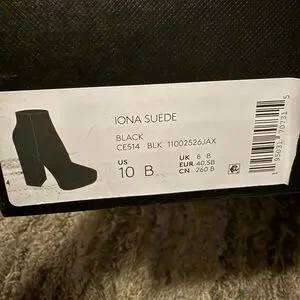 IONA SUEDE
BLACK
CE514 BLK 11002526JAX
US
10 B
UK 8 B
EUR 40.5B
CN. 260 B